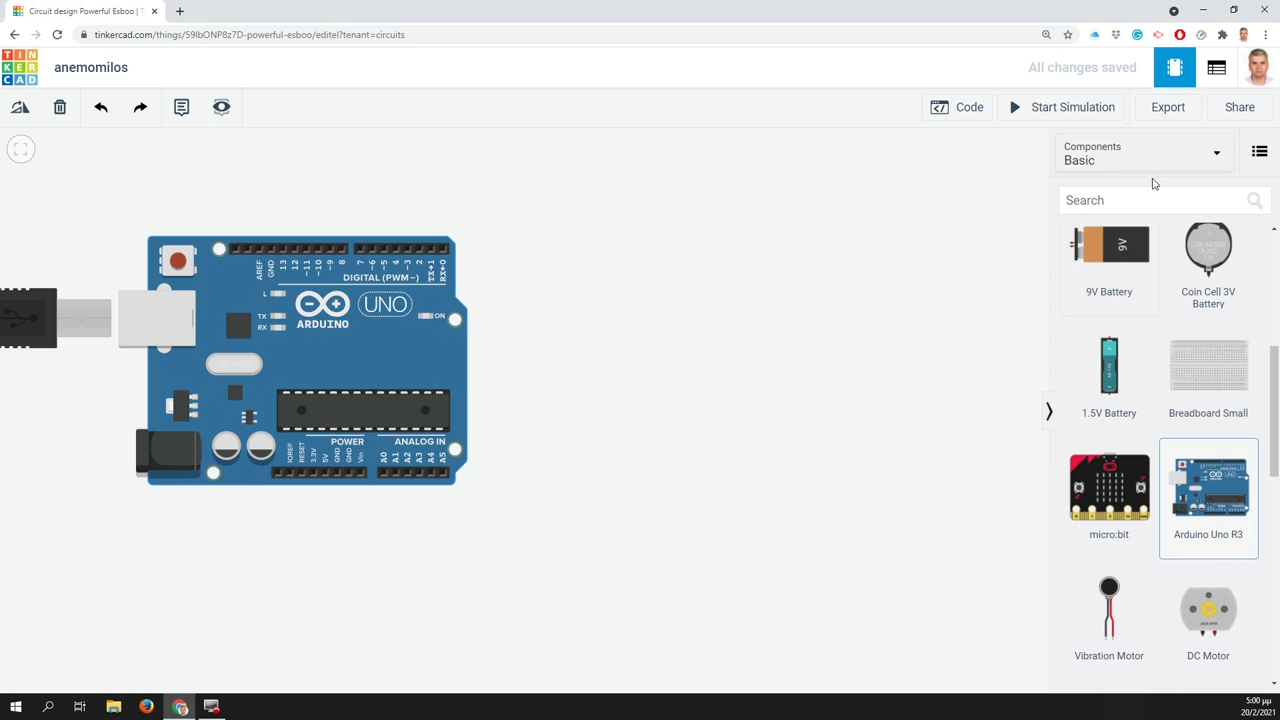 Circuit design Powerful Esboo | T
tinkercad.com/things/59IbONP8z7D-powerful-esboo/editel?tenant=circuits
TIN
KER
CAD
anemomilos
All changes saved
Code
Start Simulation
Export
Share
Components
Basic
Search
9V
9V Battery
Coin Cell 3V
Battery
1.5V Battery
Breadboard Small
micro:bit
Arduino Uno R3
Vibration Motor
DC Motor
AREF
GND
13
12
~11
~10
~9
8
7
~6
~5
4
~3
2
TX→1
RX←0
DIGITAL (PWM~)
L
TX
RX
ARDUINO
UNO
ON
POWER
ANALOG IN
IOREF
RESET
3.3V
5V
GND
GND
Vin
A0
A1
A2
A3
A4
A5
5:00 μμ
20/2/2021